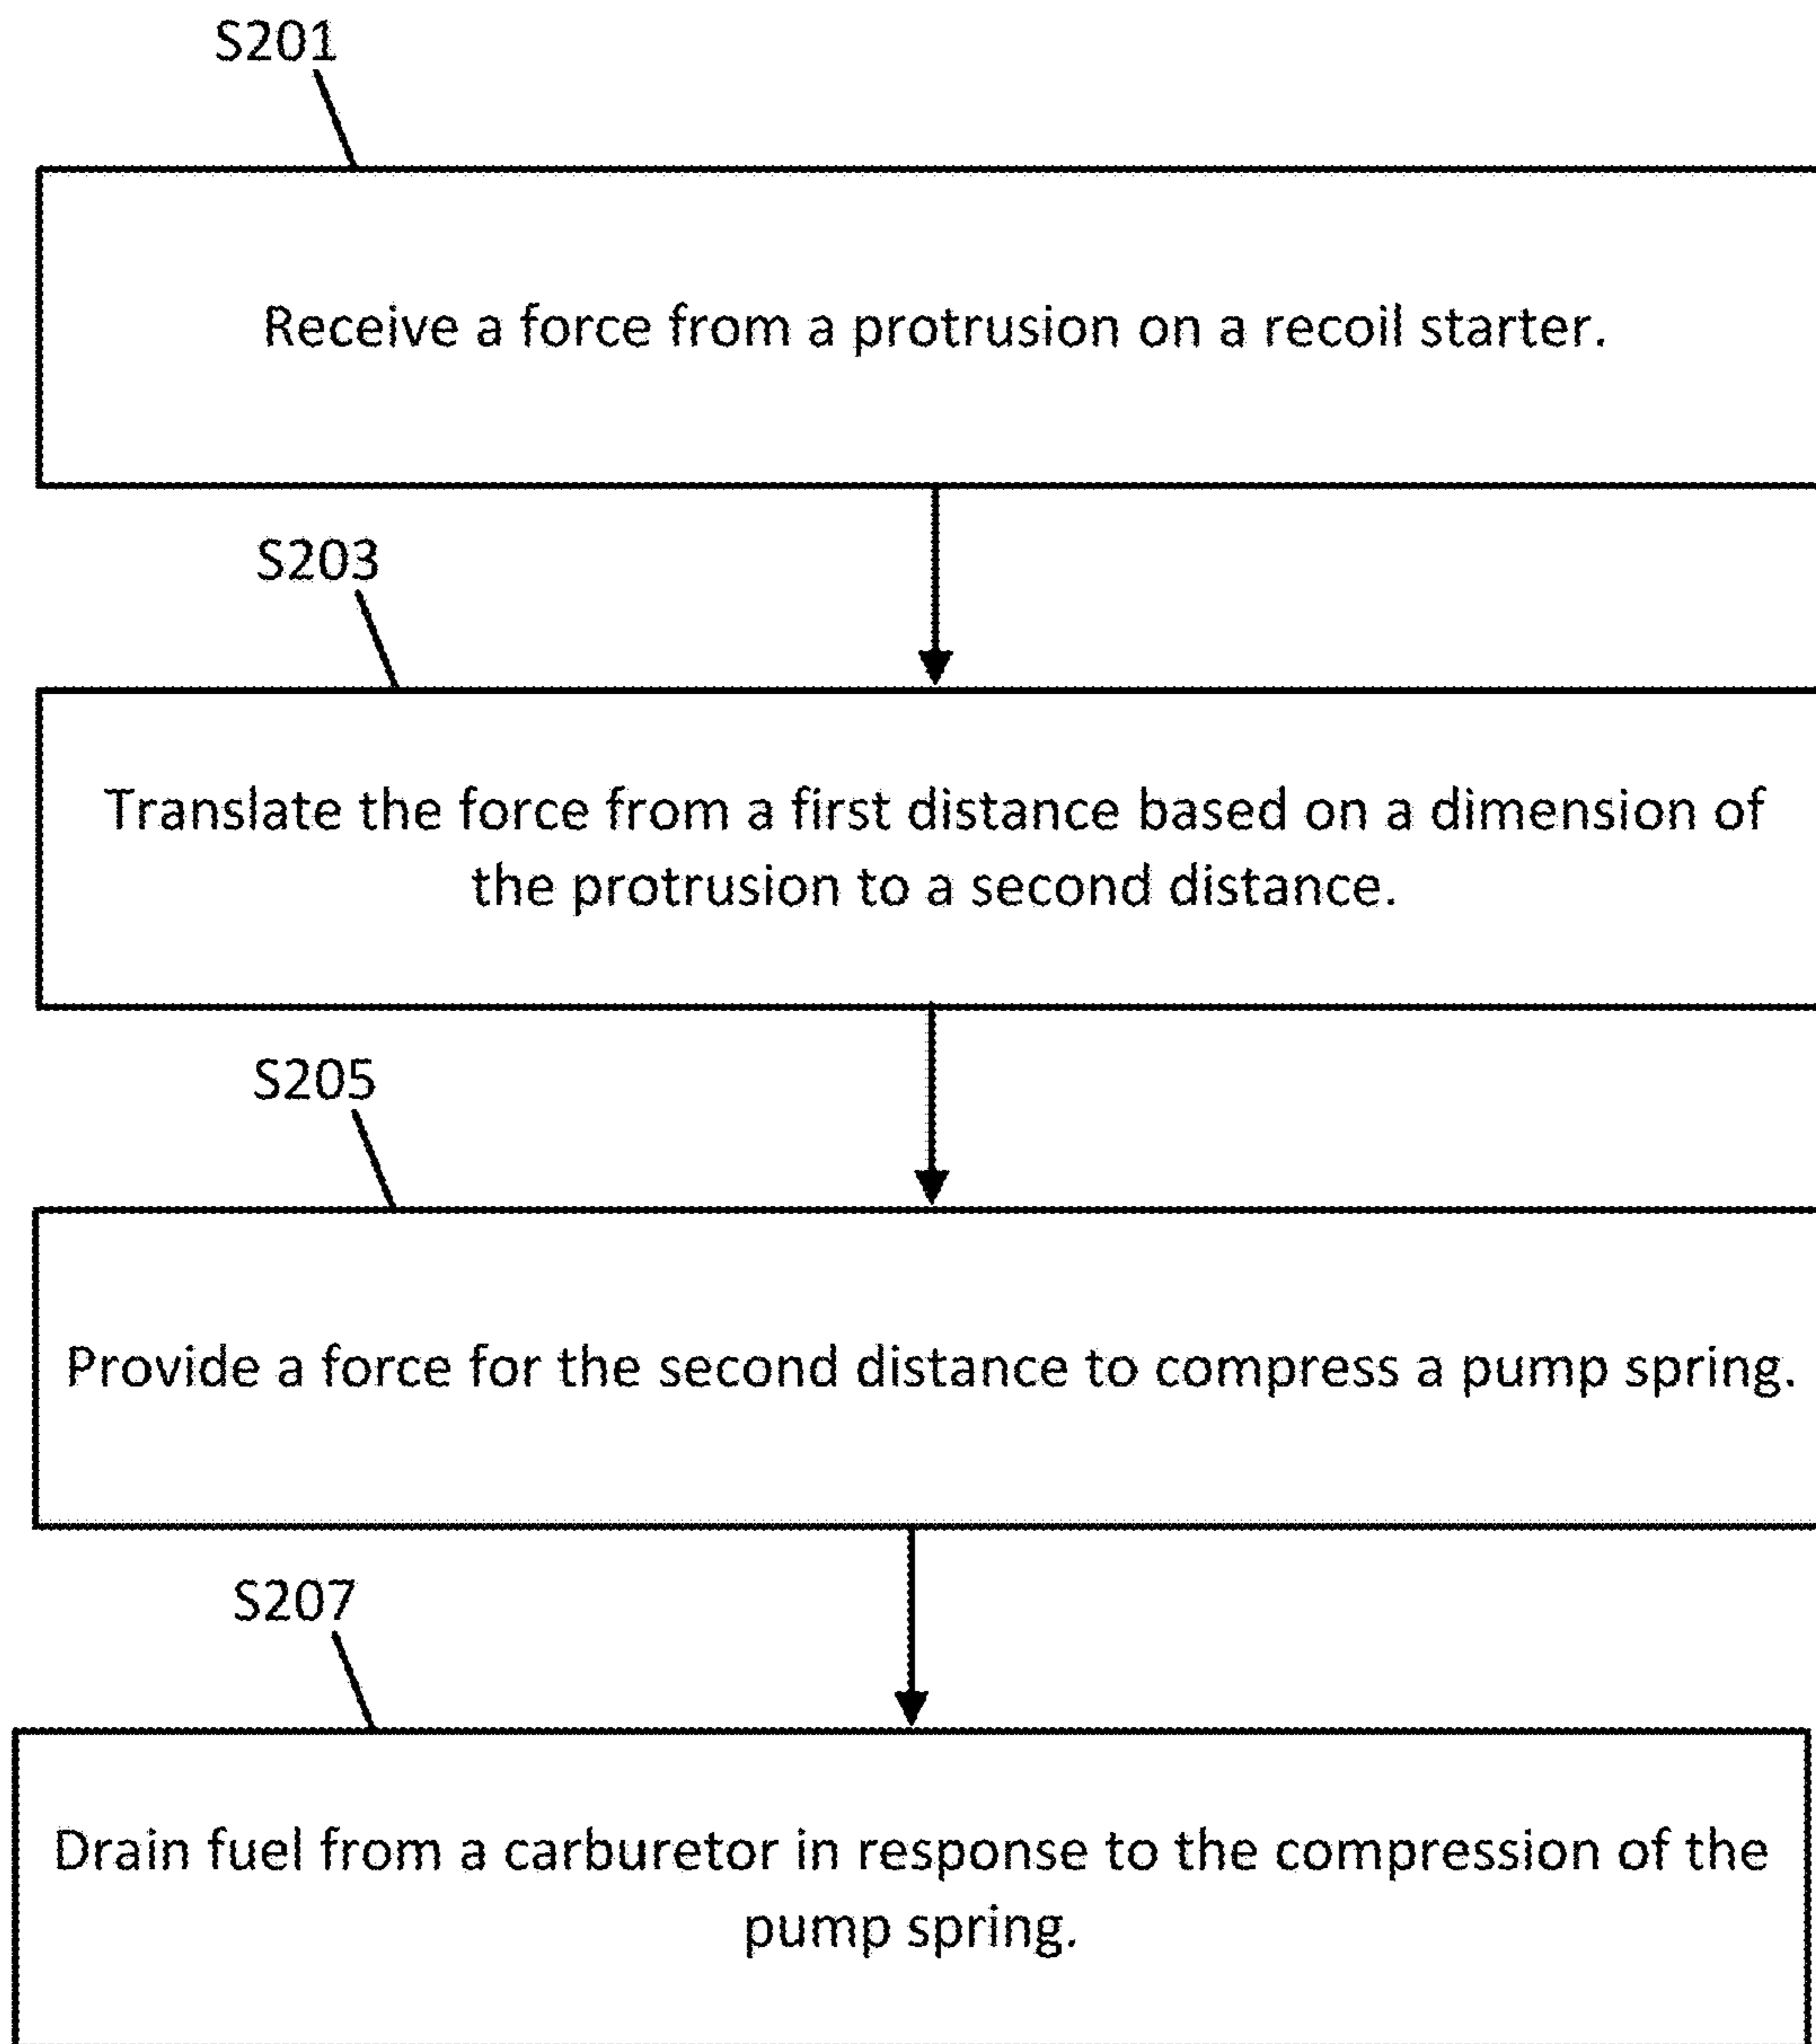 S201
Receive a force from a protrusion on a recoil starter.
S203
Translate the force from a first distance based on a dimension of
the protrusion to a second distance.
S205
Provide a force for the second distance to compress a pump spring.
S207
Drain fuel from a carburetor in response to the compression of the
pump spring.